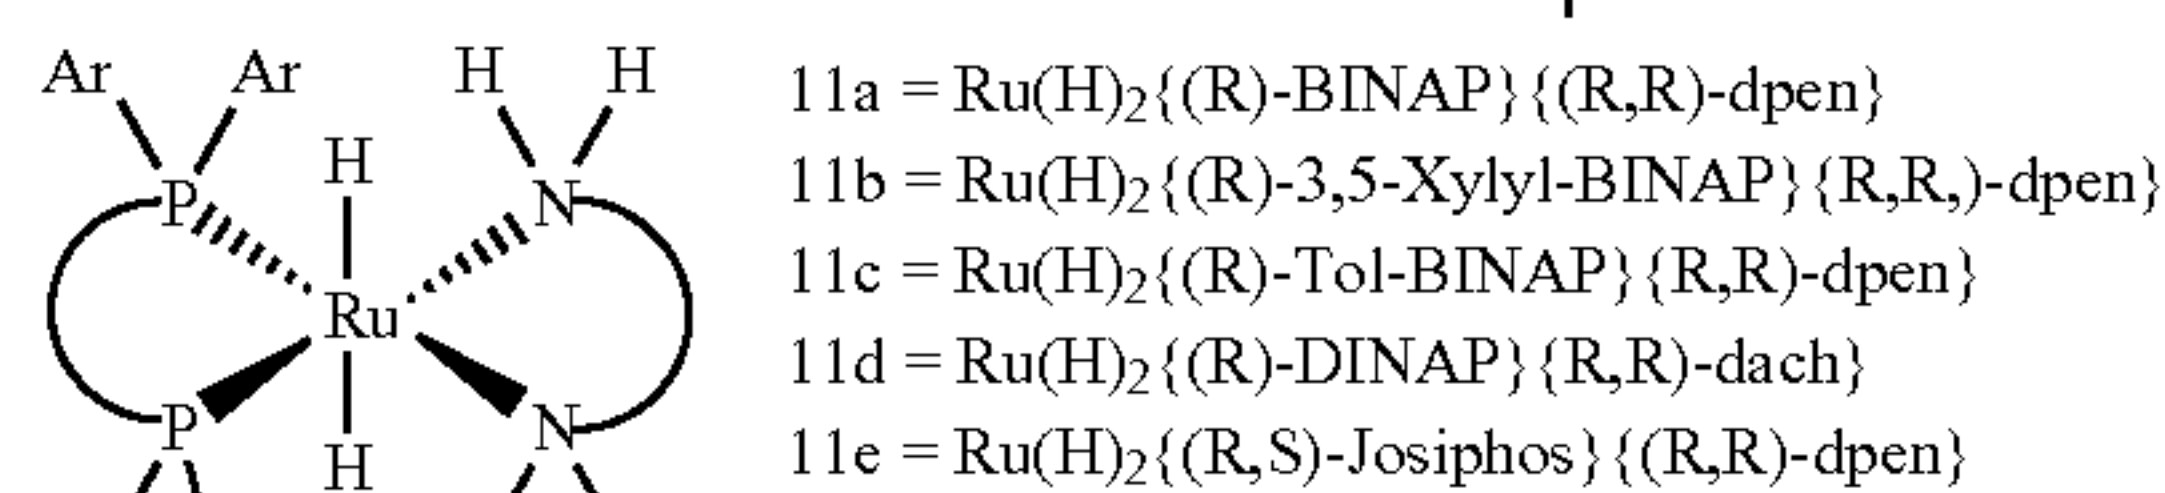 Ar Ar H H
11a = Ru(H)₂{(R)-BINAP}{(R,R)-dpen}
H
P N
11b = Ru(H)₂{(R)-3,5-Xylyl-BINAP}{R,R,)-dpen}
11c = Ru(H)₂{(R)-Tol-BINAP}{R,R)-dpen}
Ru
11d = Ru(H)₂{(R)-DINAP}{R,R)-dach}
P N
H
11e = Ru(H)₂{(R,S)-Josiphos}{(R,R)-dpen}